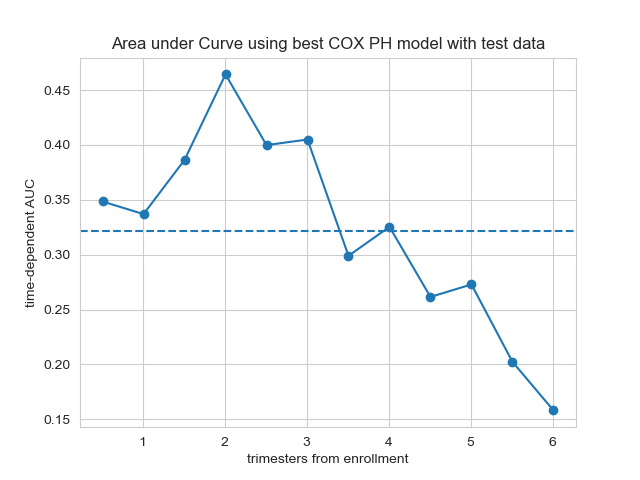 Area under Curve using best COX PH model with test data
time-dependent AUC
0.45
0.40
0.35
0.30
0.25
0.20
0.15
1 2 3 4 5 6
trimesters from enrollment